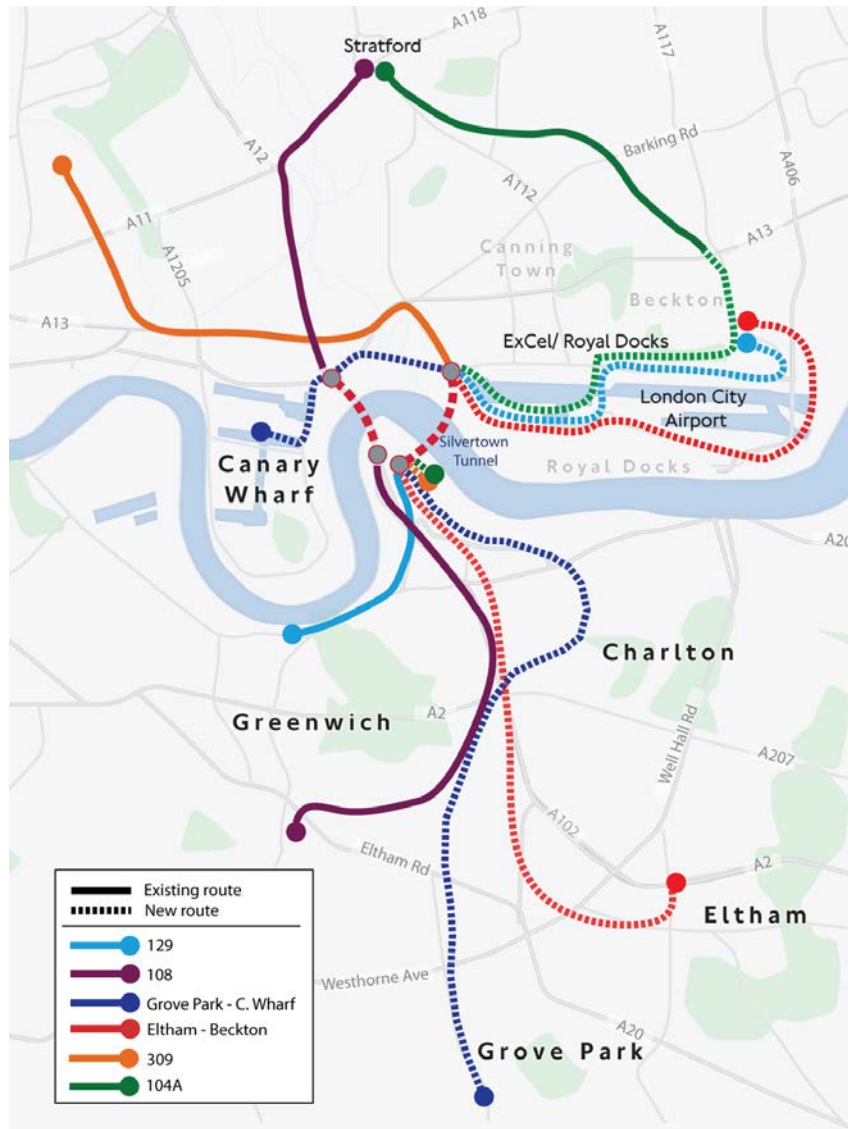 A118
A117
Stratford
Barking Rd
A12
A406
A112
A11
A13
Canning
Town
A1205
Beckton
A13
ExCel/ Royal Docks
London City
Airport
Silvertown
Tunnel
Canary
Wharf
Royal Docks
A20
Charlton
Greenwich
A2
Well Hall Rd
A207
A102
Eltham Rd
A2
Eltham
Existing route
New route
129
108
Westhorne Ave
Grove Park - C. Wharf
Eltham - Beckton
A20
309
Grove Park
104A